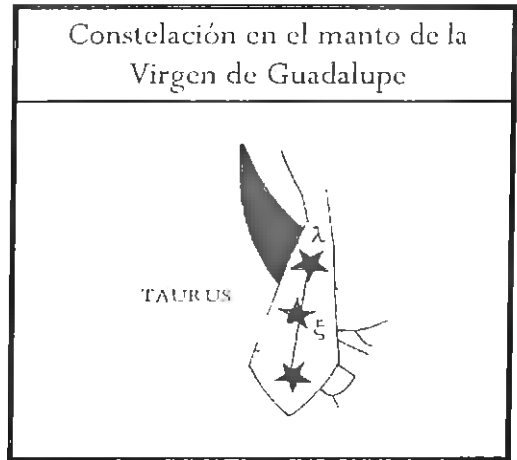 Constelación en el manto de la
Virgen de Guadalupe
λ
TAURUS
ξ